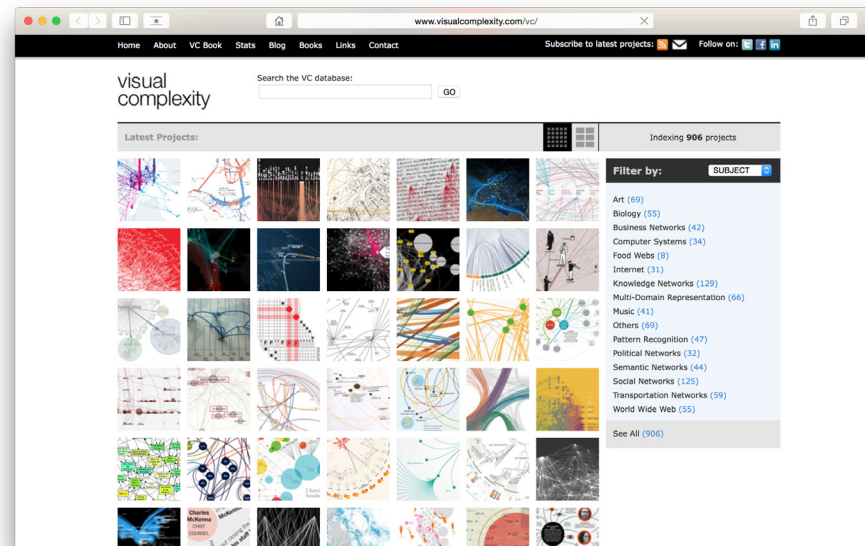 www.visualcomplexity.com/vc/
Home About VC Book Stats Blog Books Links Contact
Subscribe to latest projects: Follow on:
visual
complexity
Search the VC database:
GO
Latest Projects:
Indexing 906 projects
Filter by: SUBJECT
Art (69)
Biology (55)
Business Networks (42)
Computer Systems (34)
Food Webs (8)
Internet (31)
Knowledge Networks (129)
Multi-Domain Representation (66)
Music (41)
Others (69)
Pattern Recognition (47)
Political Networks (32)
Semantic Networks (44)
Social Networks (125)
Transportation Networks (59)
World Wide Web (55)
See All (906)
Charles
McKenna
CHIEF
COUNSEL